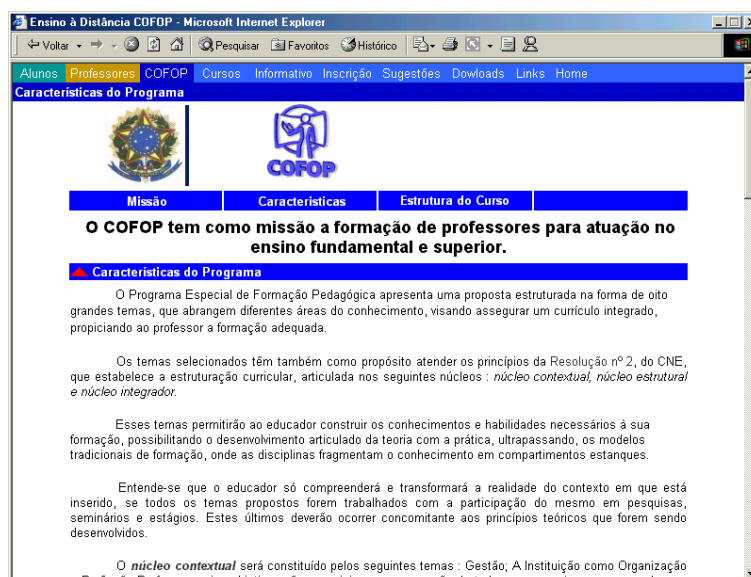 Ensino à Distância COFOP - Microsoft Internet Explorer
Voltar Pesquisar Favoritos Histórico
Alunos Professores COFOP Cursos Informativo Inscrição Sugestões Dowloads Links Home
Características do Programa
COFOP
Missão Características Estrutura do Curso
O COFOP tem como missão a formação de professores para atuação no
ensino fundamental e superior.
Características do Programa
O Programa Especial de Formação Pedagógica apresenta uma proposta estruturada na forma de oito
grandes temas, que abrangem diferentes áreas do conhecimento, visando assegurar um currículo integrado,
propiciando ao professor a formação adequada.
Os temas selecionados têm também como propósito atender os princípios da Resolução nº 2, do CNE,
que estabelece a estruturação curricular, articulada nos seguintes núcleos : núcleo contextual, núcleo estrutural
e núcleo integrador.
Esses temas permitirão ao educador construir os conhecimentos e habilidades necessários à sua
formação, possibilitando o desenvolvimento articulado da teoria com a prática, ultrapassando, os modelos
tradicionais de formação, onde as disciplinas fragmentam o conhecimento em compartimentos estanques.
Entende-se que o educador só compreenderá e transformará a realidade do contexto em que está
inserido, se todos os temas propostos forem trabalhados com a participação do mesmo em pesquisas,
seminários e estágios. Estes últimos deverão ocorrer concomitante aos princípios teóricos que forem sendo
desenvolvidos.
O núcleo contextual será constituído pelos seguintes temas : Gestão; A Instituição como Organização